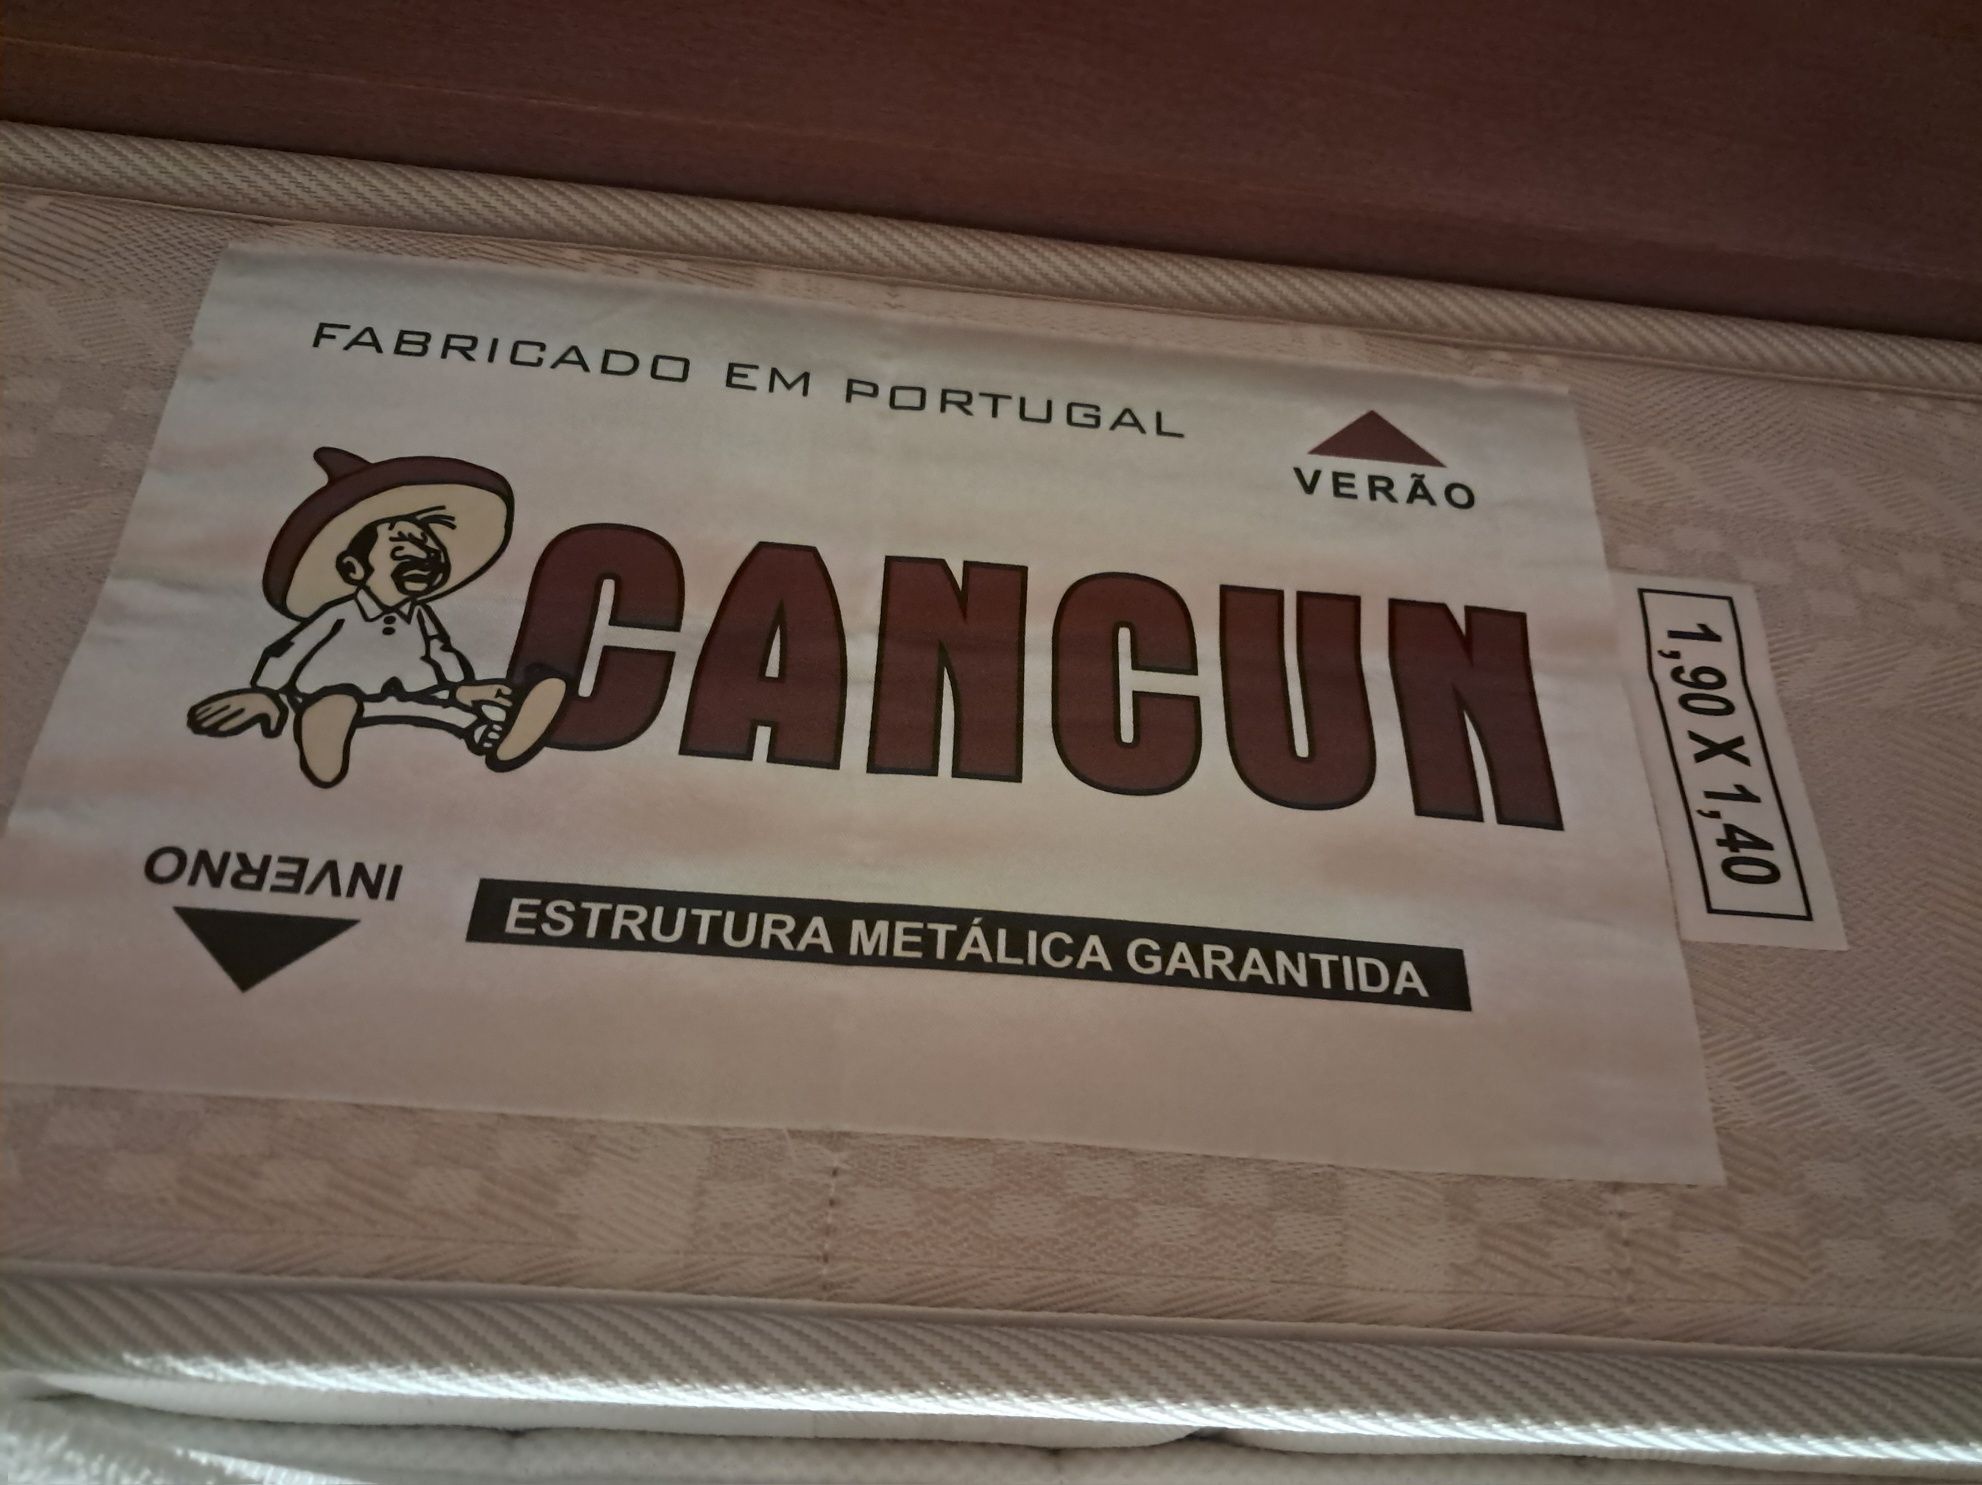 FABRICADO EM PORTUGAL
VERÃO
CANCUN
1,90 X 1,40
INVERNO
ESTRUTURA METÁLICA GARANTIDA